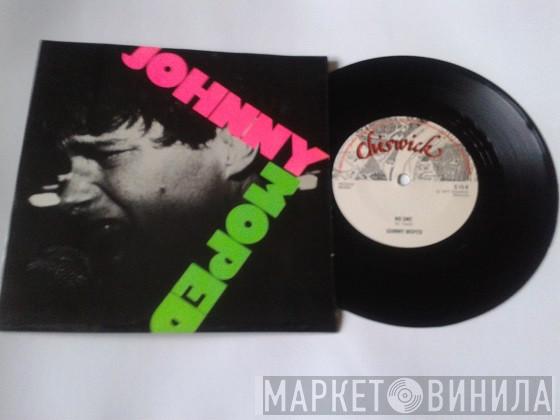 JOHNNY
MOPED
Chiswick
NO ONE
JOHNNY MOPED
МАРКЕТ ВИНИЛА